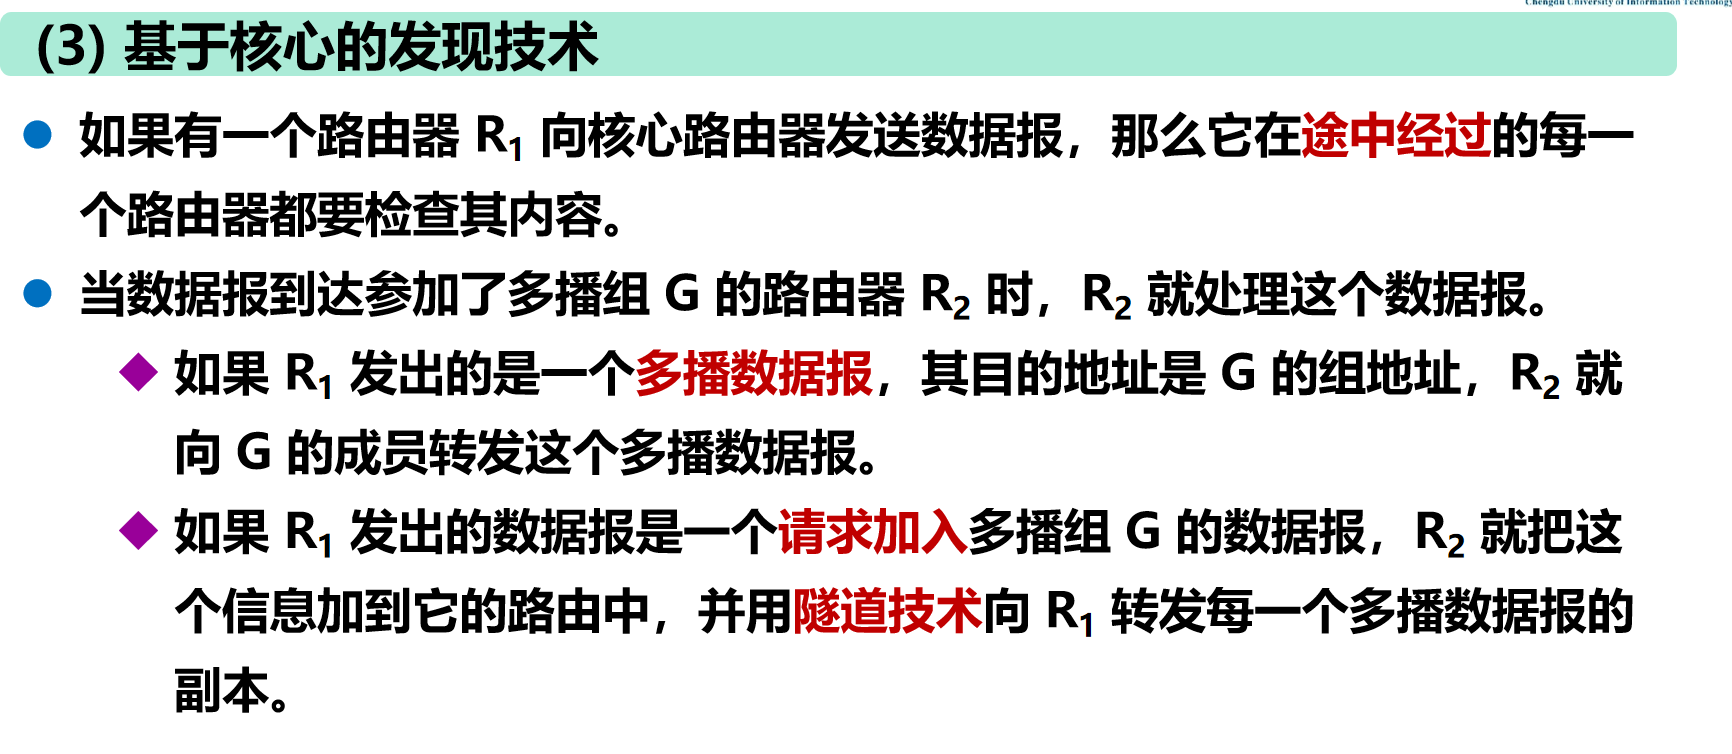 Chengdu University of Information Technology
(3) 基于核心的发现技术
如果有一个路由器 R1 向核心路由器发送数据报，那么它在途中经过的每一
个路由器都要检查其内容。
当数据报到达参加了多播组 G 的路由器 R2 时，R2 就处理这个数据报。
如果 R1 发出的是一个多播数据报，其目的地址是 G 的组地址，R2 就
向 G 的成员转发这个多播数据报。
如果 R1 发出的数据报是一个请求加入多播组 G 的数据报，R2 就把这
个信息加到它的路由中，并用隧道技术向 R1 转发每一个多播数据报的
副本。